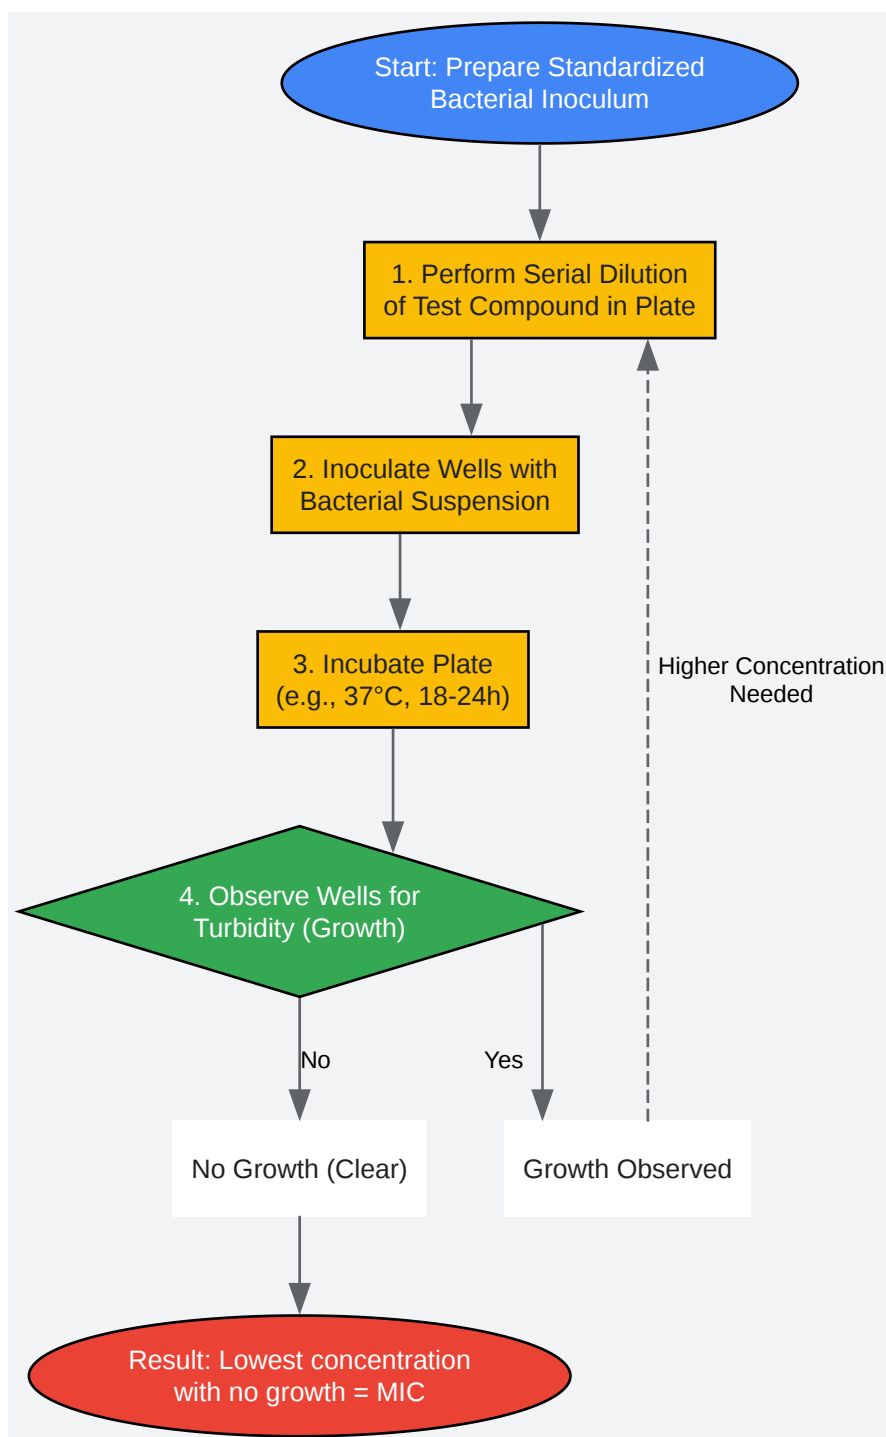 Start: Prepare Standardized
Bacterial Inoculum
1. Perform Serial Dilution
of Test Compound in Plate
2. Inoculate Wells with
Bacterial Suspension
3. Incubate Plate
(e.g., 37°C, 18-24h)
Higher Concentration
Needed
4. Observe Wells for
Turbidity (Growth)
No
Yes
No Growth (Clear)
Growth Observed
Result: Lowest concentration
with no growth = MIC